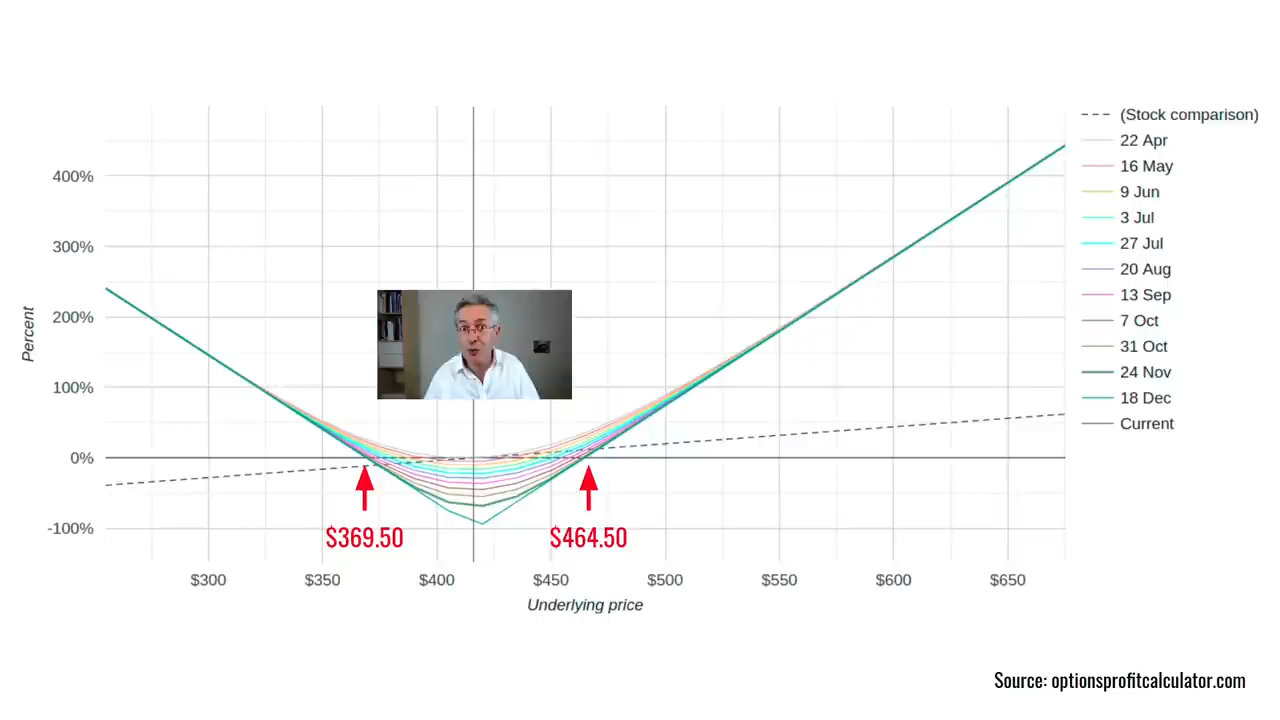 (Stock comparison)
22 Apr
16 May
9 Jun
3 Jul
27 Jul
20 Aug
13 Sep
7 Oct
31 Oct
24 Nov
18 Dec
Current
400%
300%
200%
100%
0%
-100%
Percent
$369.50
$464.50
$300
$350
$400
$450
$500
$550
$600
$650
Underlying price
Source: optionsprofitcalculator.com